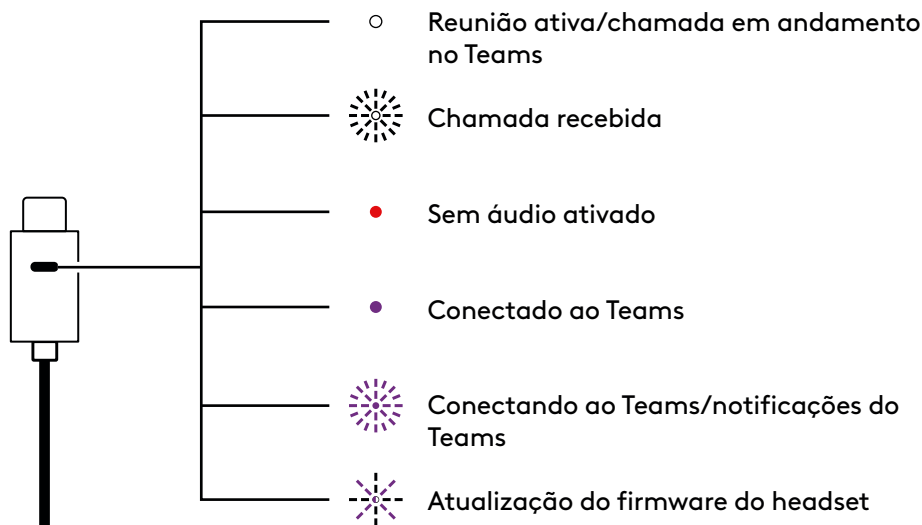 Reunião ativa/chamada em andamento
no Teams
Chamada recebida
Sem áudio ativado
Conectado ao Teams
Conectando ao Teams/notificações do
Teams
Atualização do firmware do headset